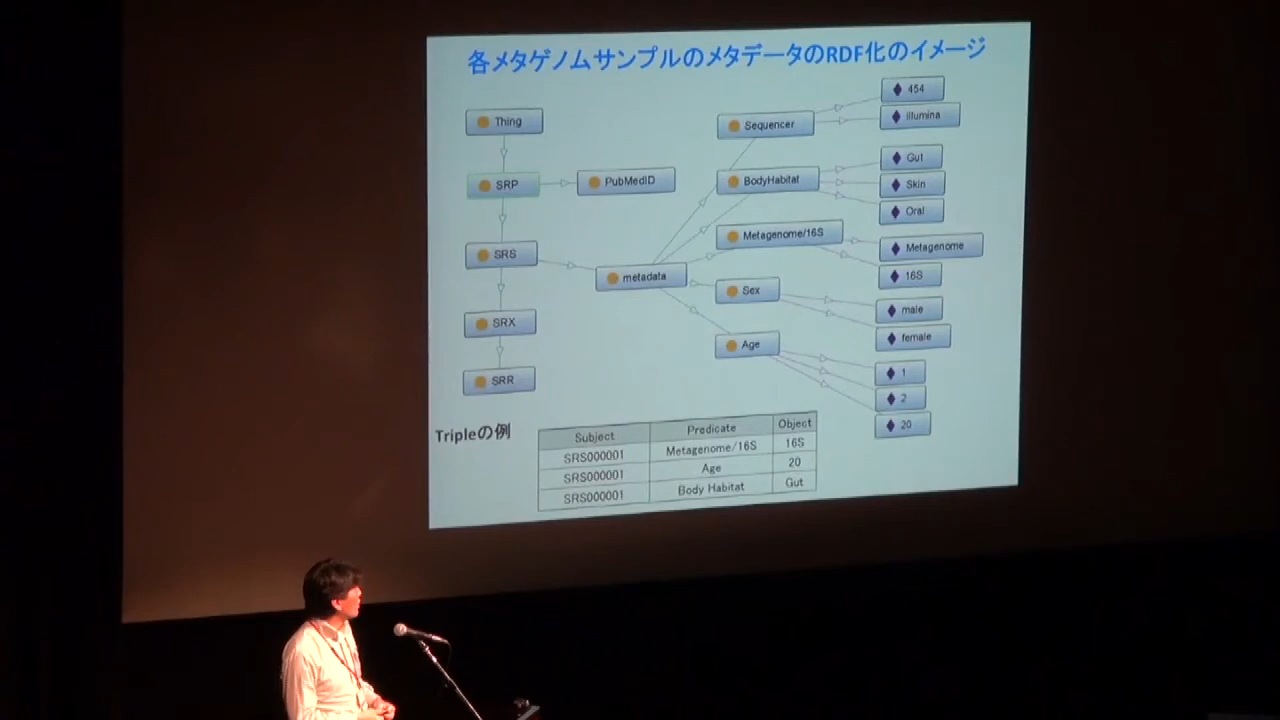 各メタゲノムサンプルのメタデータのRDF化のイメージ
Thing
SRP
PubMedID
SRS
SRX
SRR
metadata
Sequencer
454
illumina
BodyHabitat
Gut
Skin
Oral
Metagenome/16S
Metagenome
16S
Sex
male
female
Age
1
2
20
Tripleの例
Subject Predicate Object
SRS000001 Metagenome/16S 16S
SRS000001 Age 20
SRS000001 Body Habitat Gut